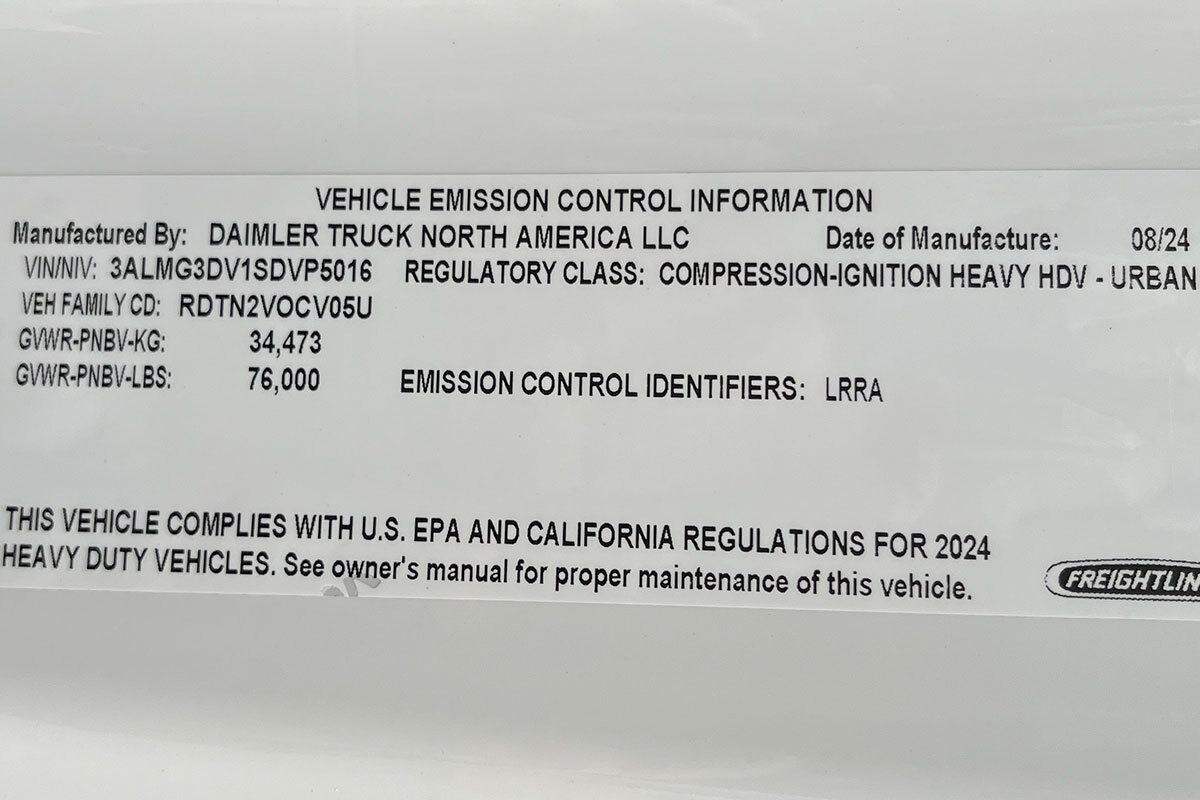 VEHICLE EMISSION CONTROL INFORMATION
Manufactured By: DAIMLER TRUCK NORTH AMERICA LLC Date of Manufacture: 08/24
VIN/NIV: 3ALMG3DV1SDVP5016 REGULATORY CLASS: COMPRESSION-IGNITION HEAVY HDV - URBAN
VEH FAMILY CD: RDTN2VOCV05U
GVWR-PNBV-KG: 34,473
GVWR-PNBV-LBS: 76,000 EMISSION CONTROL IDENTIFIERS: LRRA
THIS VEHICLE COMPLIES WITH U.S. EPA AND CALIFORNIA REGULATIONS FOR 2024
HEAVY DUTY VEHICLES. See owner's manual for proper maintenance of this vehicle.
FREIGHTLIN